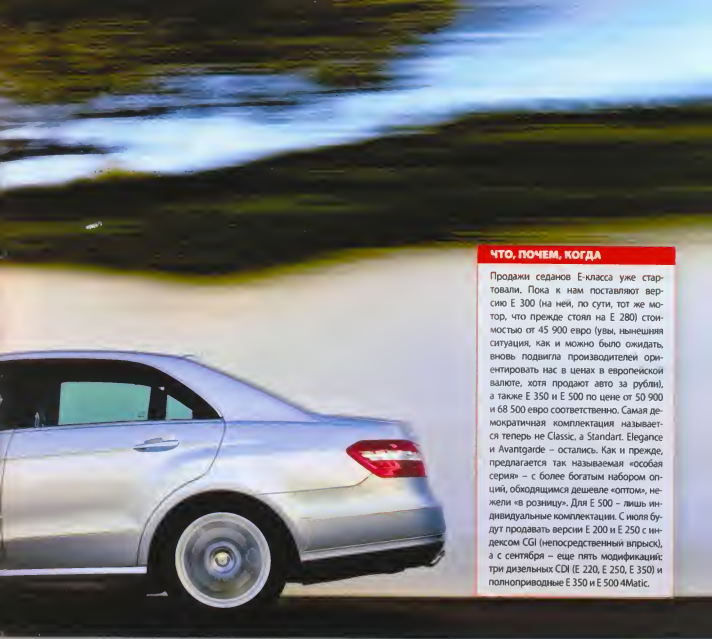 ЧТО, ПОЧЕМ, КОГДА
Продажи седанов E-класса уже стар-
товали. Пока к нам поставляют вер-
сию E 300 (на ней, по сути, тот же мо-
тор, что прежде стоял на E 280) стои-
мостью от 45 900 евро (увы, нынешняя
ситуация, как и можно было ожидать,
вновь подвигла производителей ори-
ентировать нас в ценах в европейской
валюте, хотя продают авто за рубли),
а также E 350 и E 500 по цене от 50 900
и 68 500 евро соответственно. Самая де-
мократичная комплектация называет-
ся теперь не Classic, а Standart. Elegance
и Avantgarde – остались. Как и прежде,
предлагается так называемая «особая
серия» – с более богатым набором оп-
ций, обходящимся дешевле «оптом», не-
жели «в розницу». Для E 500 – лишь ин-
дивидуальные комплектации. С июля бу-
дут продавать версии E 200 и E 250 с ин-
дексом CGI (непосредственный впрыск),
а с сентября – еще пять модификаций:
три дизельных CDI (E 220, E 250, E 350) и
полноприводные E 350 и E 500 4Matic.